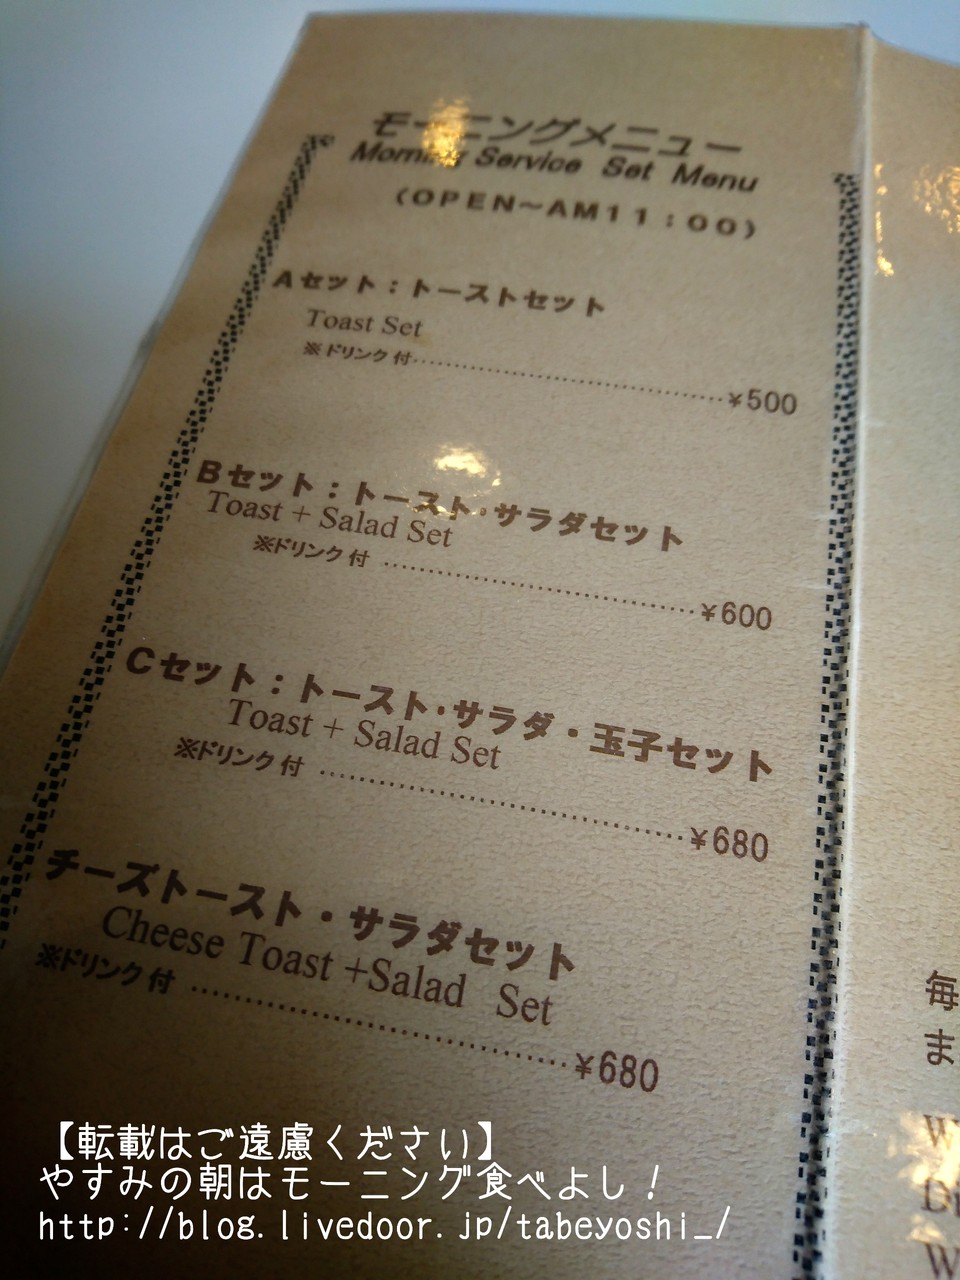 モーニングメニュー
Morning Service Set Menu
(OPEN～AM11：00)
Aセット：トーストセット
Toast Set
※ドリンク付……………………………¥500
Bセット：トースト・サラダセット
Toast + Salad Set
※ドリンク付 ……………………………¥600
Cセット：トースト・サラダ・玉子セット
Toast + Salad Set
※ドリンク付 ……………………………¥680
チーズトースト・サラダセット
Cheese Toast +Salad Set
※ドリンク付 ……………………………¥680
毎
ま
W
W
【転載はご遠慮ください】
やすみの朝はモーニング食べよし！
http://blog.livedoor.jp/tabeyoshi_/